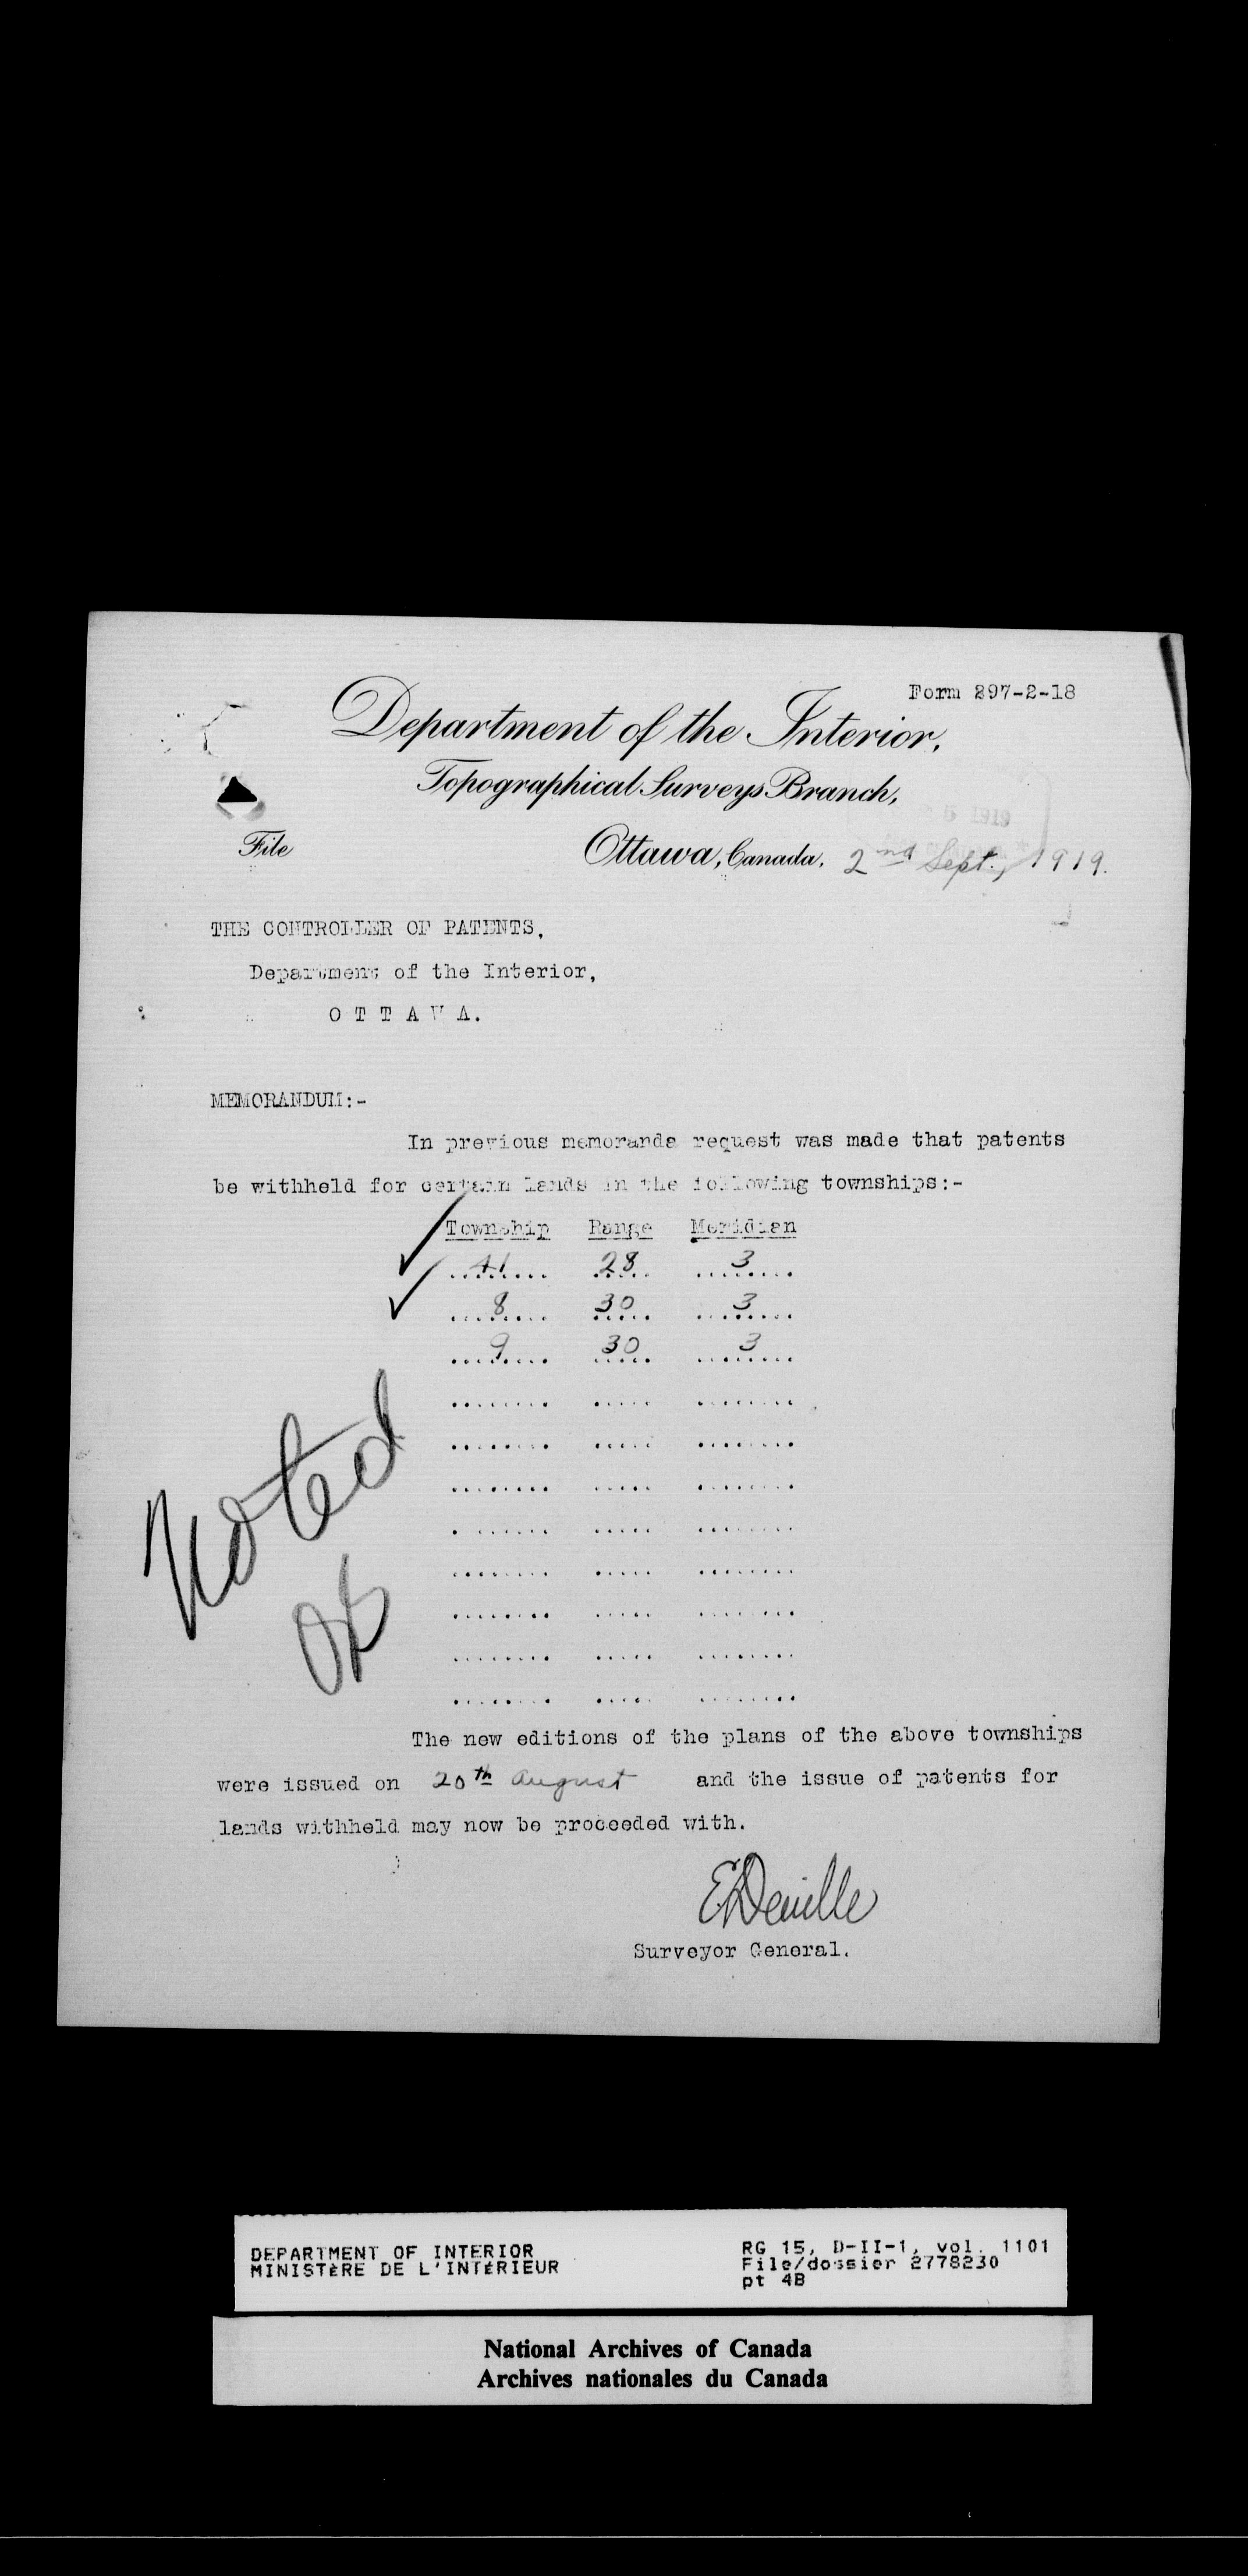 Form 297-2-18
Department of the Interior,
Topographical Surveys Branch,
5 1919
File
Ottawa, Canada, 2nd Sept., 1919.
THE CONTROLLER OF PATENTS,
Department of the Interior,
O T T A W A.
MEMORANDUM:-
In previous memoranda request was made that patents
be withheld for certain lands in the following townships:-
Township Range Meridian
41 28 3
8 30 3
9 30 3
Noted
The new editions of the plans of the above townships
were issued on 20th August and the issue of patents for
lands withheld may now be proceeded with.
E Deville
Surveyor General.
DEPARTMENT OF INTERIOR
MINISTÈRE DE L'INTÉRIEUR
RG 15, D-II-1, vol. 1101
File/dossier 2778230
pt 4B
National Archives of Canada
Archives nationales du Canada